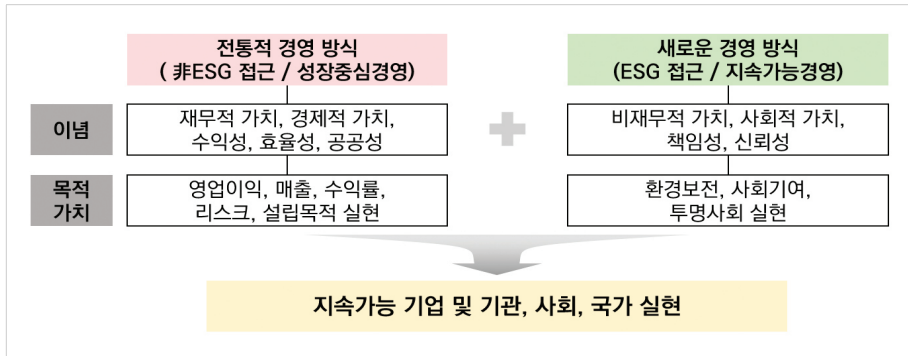 전통적 경영 방식
( 非ESG 접근 / 성장중심경영)
새로운 경영 방식
(ESG 접근 / 지속가능경영)
이념
재무적 가치, 경제적 가치,
수익성, 효율성, 공공성
비재무적 가치, 사회적 가치,
책임성, 신뢰성
목적
가치
영업이익, 매출, 수익률,
리스크, 설립목적 실현
환경보전, 사회기여,
투명사회 실현
지속가능 기업 및 기관, 사회, 국가 실현